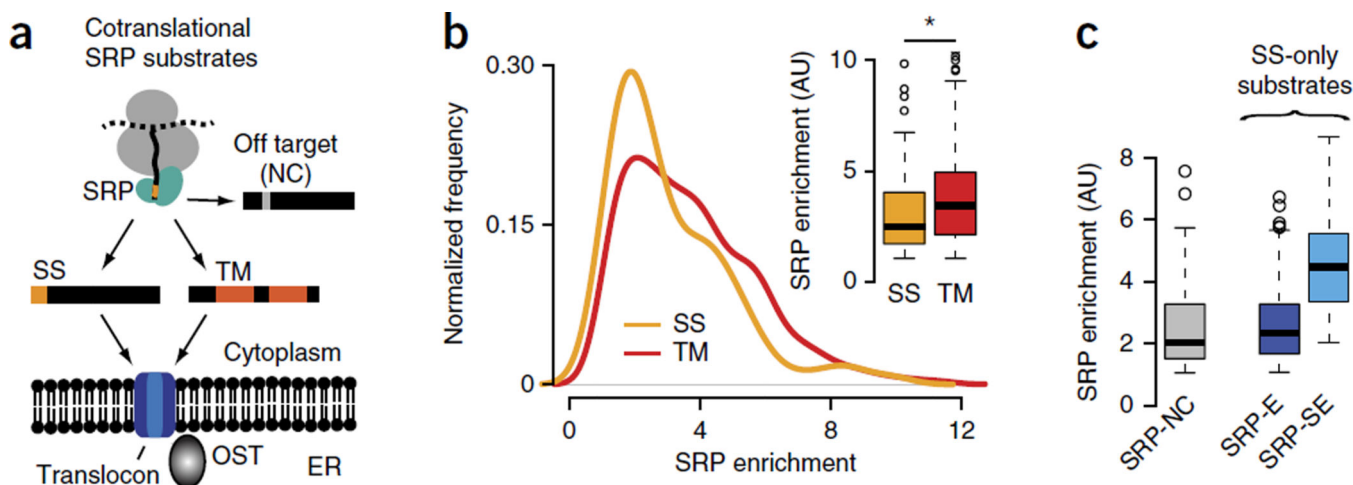 a
Cotranslational
SRP substrates
SRP
Off target
(NC)
SS
TM
Cytoplasm
Translocon
OST
ER
b
Normalized frequency
0.30
0.15
0
SS
TM
0
4
8
12
SRP enrichment
*
SRP enrichment (AU)
10
5
0
SS
TM
c
SS-only
substrates
SRP enrichment (AU)
8
6
4
2
0
SRP-NC
SRP-E
SRP-SE